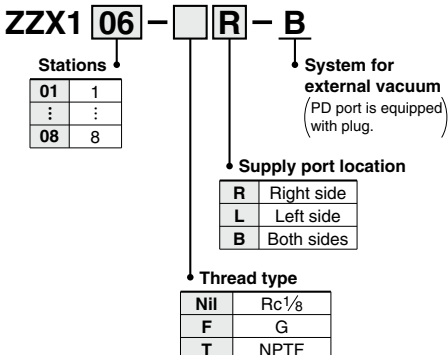 ZZX1 06 – R – B
Stations
01 1
⋮ ⋮
08 8
System for
external vacuum
(PD port is equipped
with plug.)
Supply port location
R Right side
L Left side
B Both sides
Thread type
Nil Rc1/8
F G
T NPTF